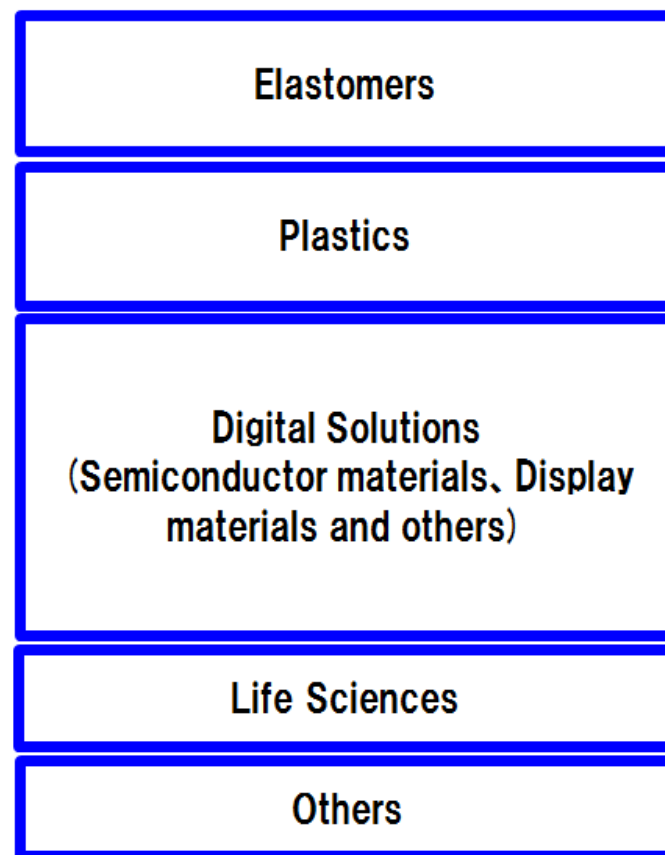 Elastomers
Plastics
Digital Solutions
(Semiconductor materials、Display
materials and others)
Life Sciences
Others